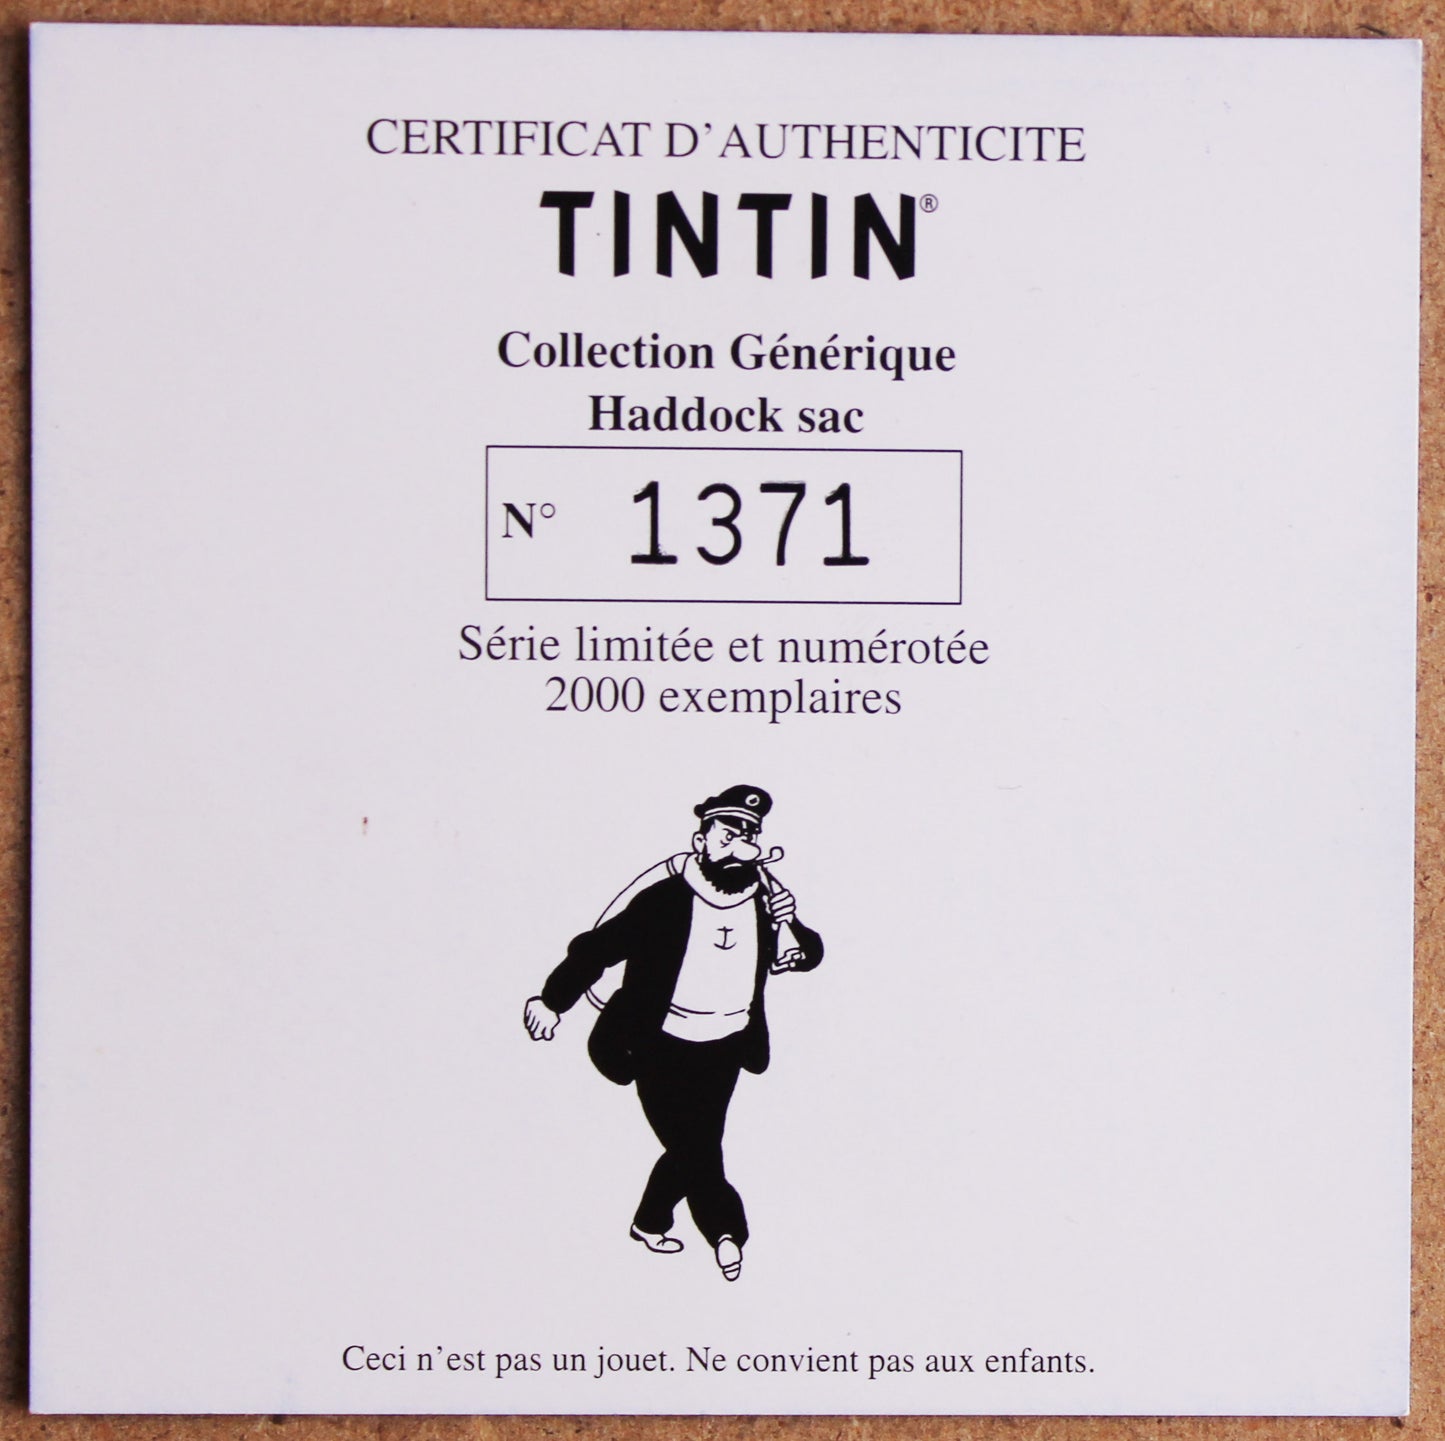 CERTIFICAT D'AUTHENTICITE
TINTIN®
Collection Générique
Haddock sac
N° 1371
Série limitée et numérotée
2000 exemplaires
Ceci n'est pas un jouet. Ne convient pas aux enfants.